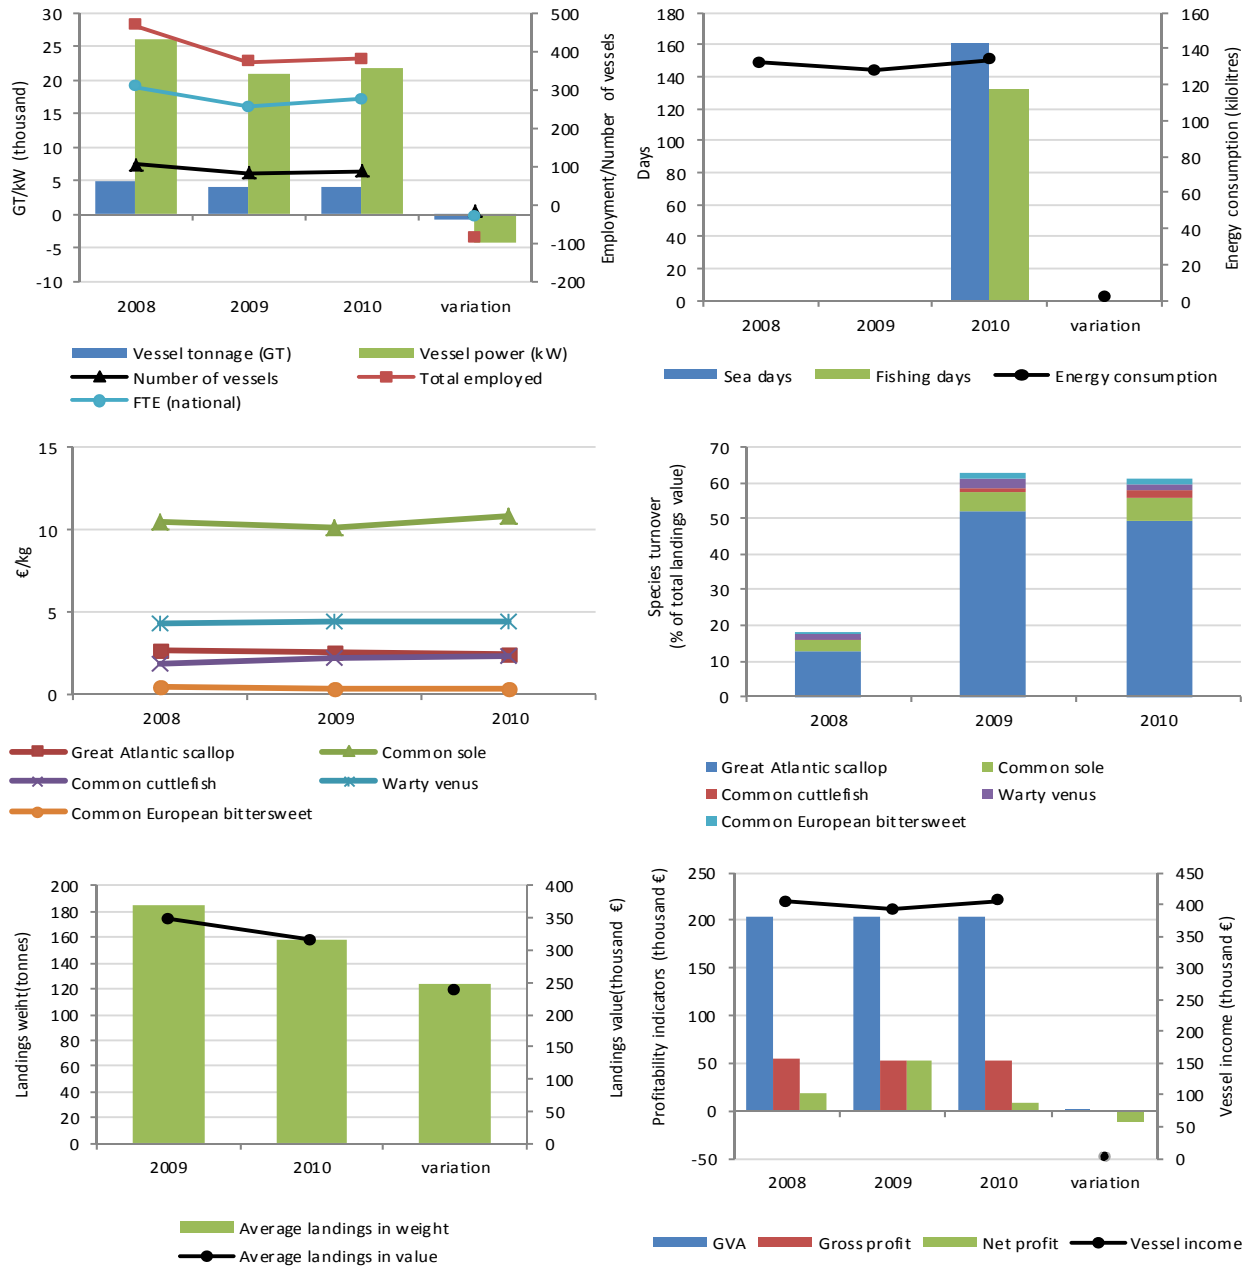 GT/kW (thousand)
30
25
20
15
10
5
0
-5
-10
500
400
300
200
100
0
-100
-200
Employment/Number of vessels
2008
2009
2010
variation
Vessel tonnage (GT)
Vessel power (kW)
Number of vessels
Total employed
FTE (national)
Days
180
160
140
120
100
80
60
40
20
0
160
140
120
100
80
60
40
20
0
Energy consumption (kilolitres)
2008
2009
2010
variation
Sea days
Fishing days
Energy consumption
€/kg
15
10
5
0
2008
2009
2010
Great Atlantic scallop
Common sole
Common cuttlefish
Warty venus
Common European bittersweet
Species turnover
(% of total landings value)
70
60
50
40
30
20
10
0
2008
2009
2010
Great Atlantic scallop
Common sole
Common cuttlefish
Warty venus
Common European bittersweet
Landings weiht(tonnes)
200
180
160
140
120
100
80
60
40
20
0
400
350
300
250
200
150
100
50
0
Landings value(thousand €)
2009
2010
variation
Average landings in weight
Average landings in value
Profitability indicators (thousand €)
250
200
150
100
50
0
-50
450
400
350
300
250
200
150
100
50
0
Vessel income (thousand €)
2008
2009
2010
variation
GVA
Gross profit
Net profit
Vessel income